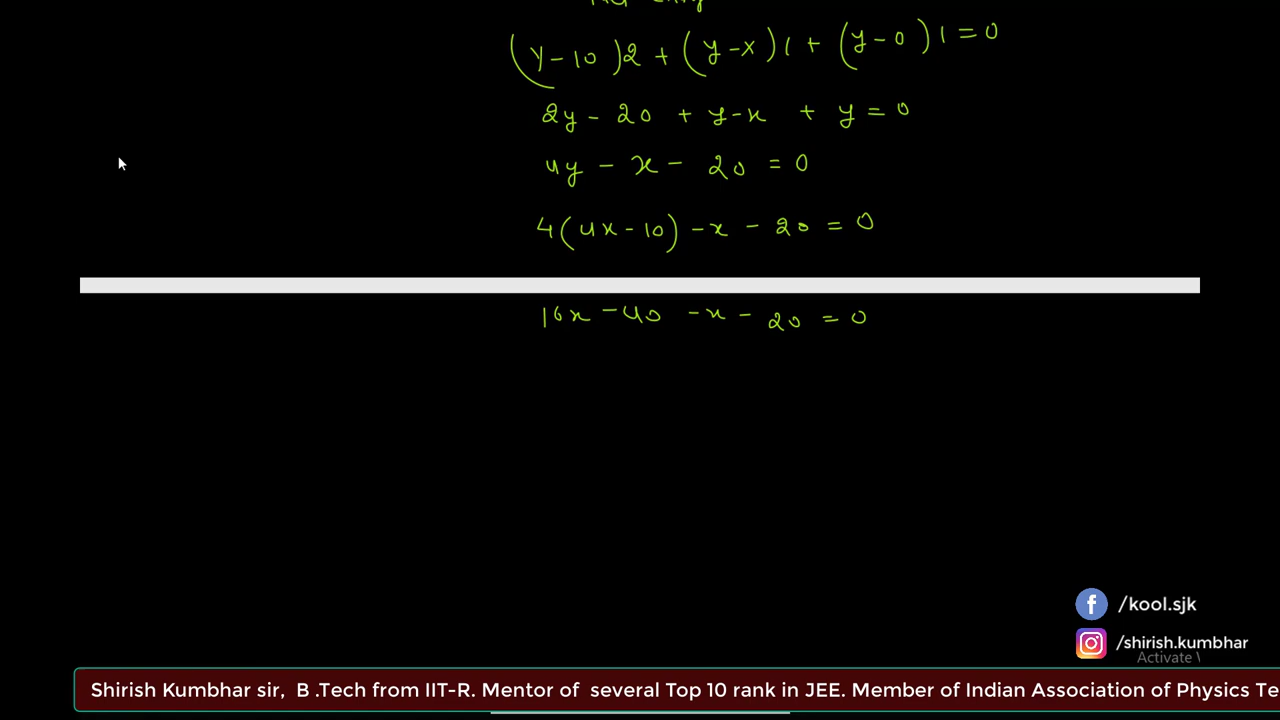 (y-10)2 + (y-x)1 + (y-0)1 = 0
2y - 20 + y-x + y = 0
4y - x - 20 = 0
4(4x-10) -x - 20 = 0
16x - 40 -x - 20 = 0
/kool.sjk
/shirish.kumbhar
Activate \
Shirish Kumbhar sir, B .Tech from IIT-R. Mentor of several Top 10 rank in JEE. Member of Indian Association of Physics Te